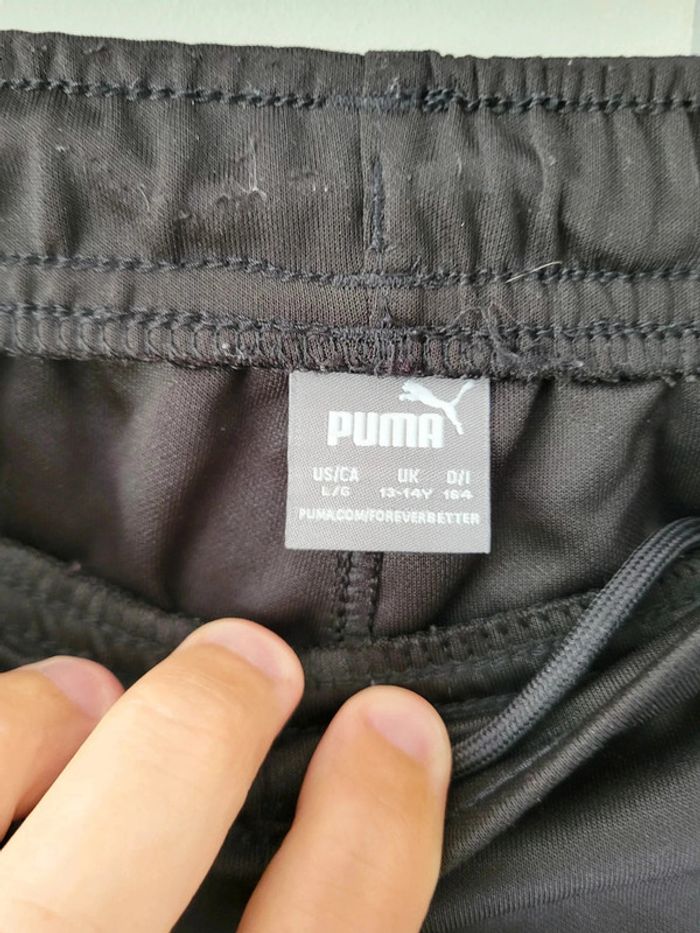 PUMA
US/CA UK D/I
L/G 13-14Y 164
PUMA.COM/FOREVERBETTER